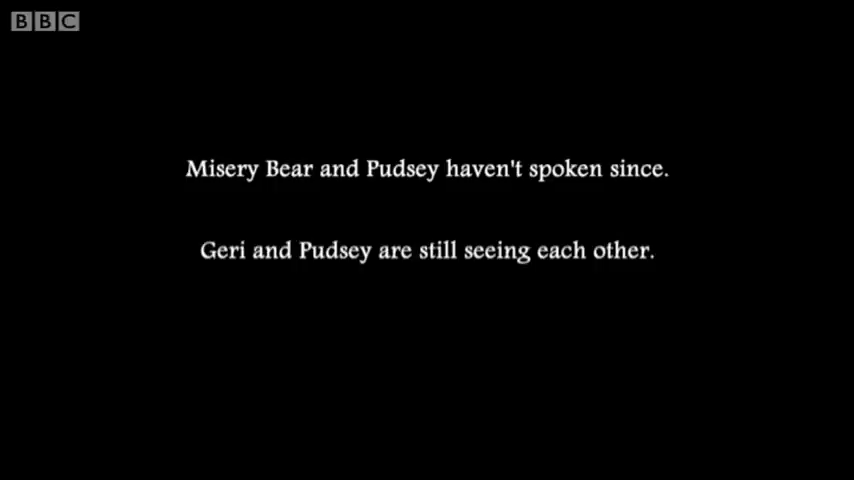 BBC
Misery Bear and Pudsey haven't spoken since.
Geri and Pudsey are still seeing each other.